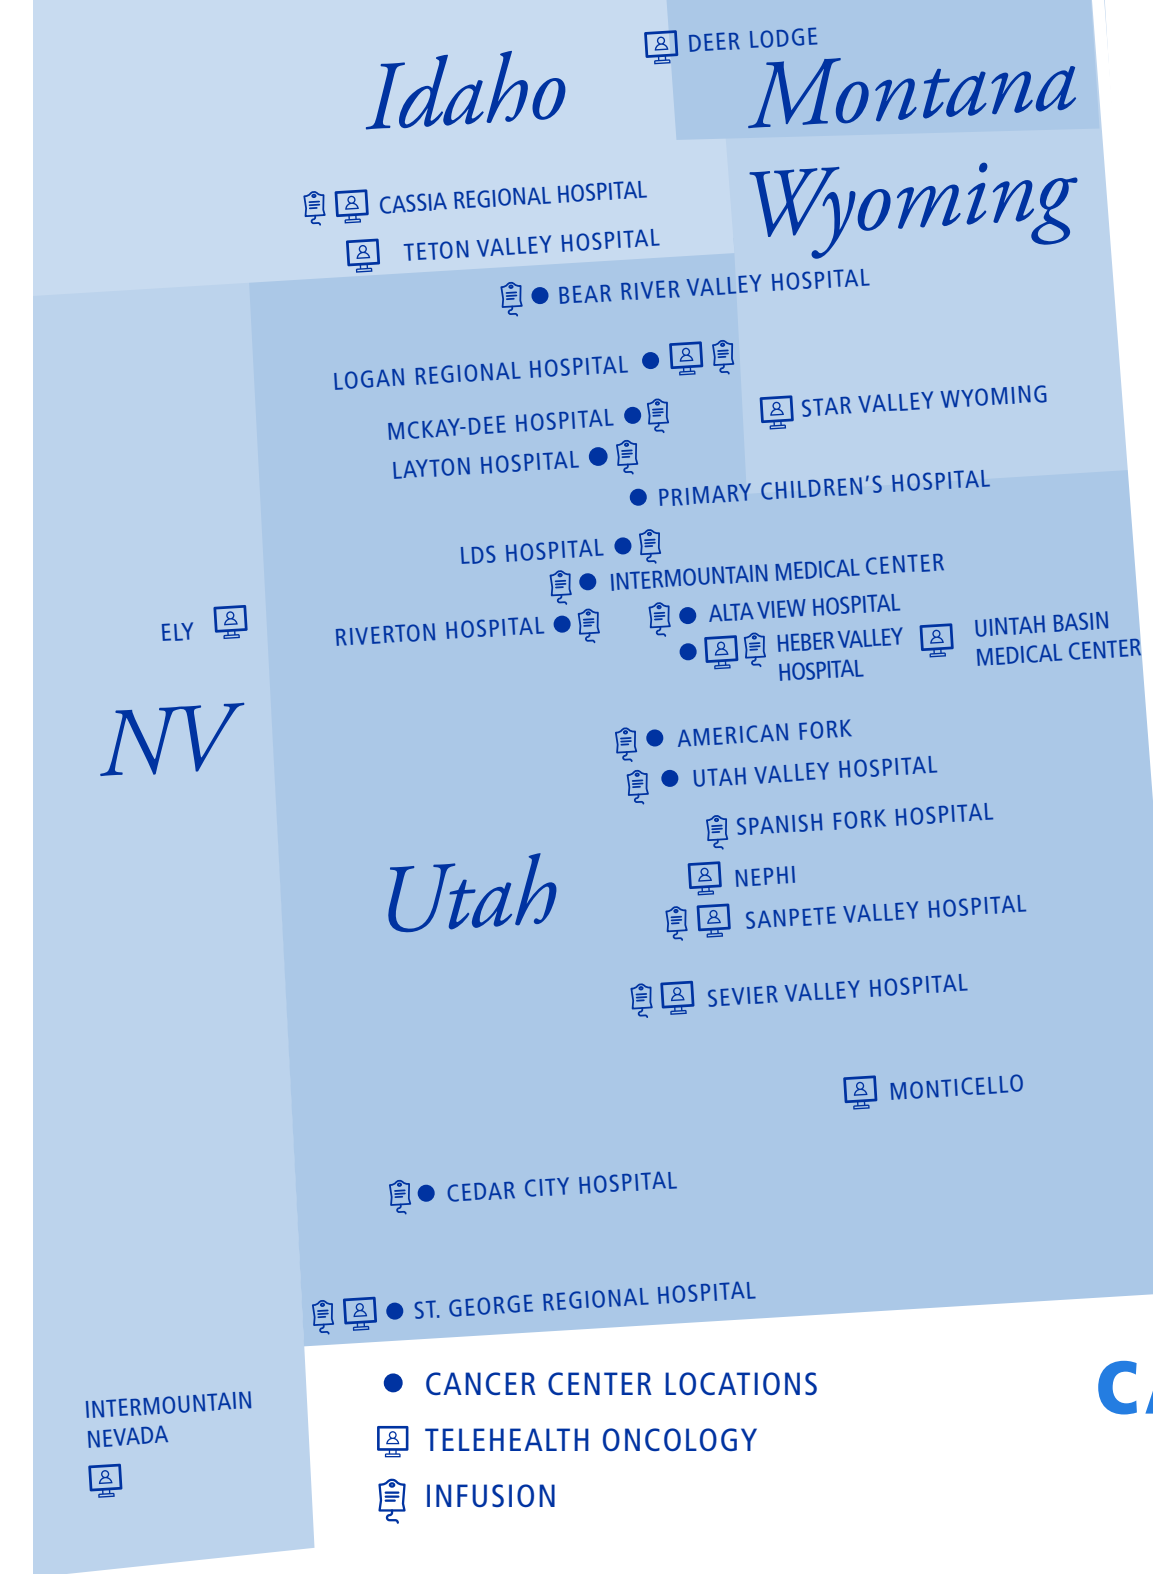 DEER LODGE
Idaho
Montana
Wyoming
CASSIA REGIONAL HOSPITAL
TETON VALLEY HOSPITAL
BEAR RIVER VALLEY HOSPITAL
LOGAN REGIONAL HOSPITAL
STAR VALLEY WYOMING
MCKAY-DEE HOSPITAL
LAYTON HOSPITAL
PRIMARY CHILDREN'S HOSPITAL
LDS HOSPITAL
INTERMOUNTAIN MEDICAL CENTER
ALTA VIEW HOSPITAL
ELY
RIVERTON HOSPITAL
HEBER VALLEY
HOSPITAL
UINTAH BASIN
MEDICAL CENTER
NV
AMERICAN FORK
UTAH VALLEY HOSPITAL
SPANISH FORK HOSPITAL
Utah
NEPHI
SANPETE VALLEY HOSPITAL
SEVIER VALLEY HOSPITAL
MONTICELLO
CEDAR CITY HOSPITAL
ST. GEORGE REGIONAL HOSPITAL
INTERMOUNTAIN
NEVADA
CANCER CENTER LOCATIONS
TELEHEALTH ONCOLOGY
INFUSION